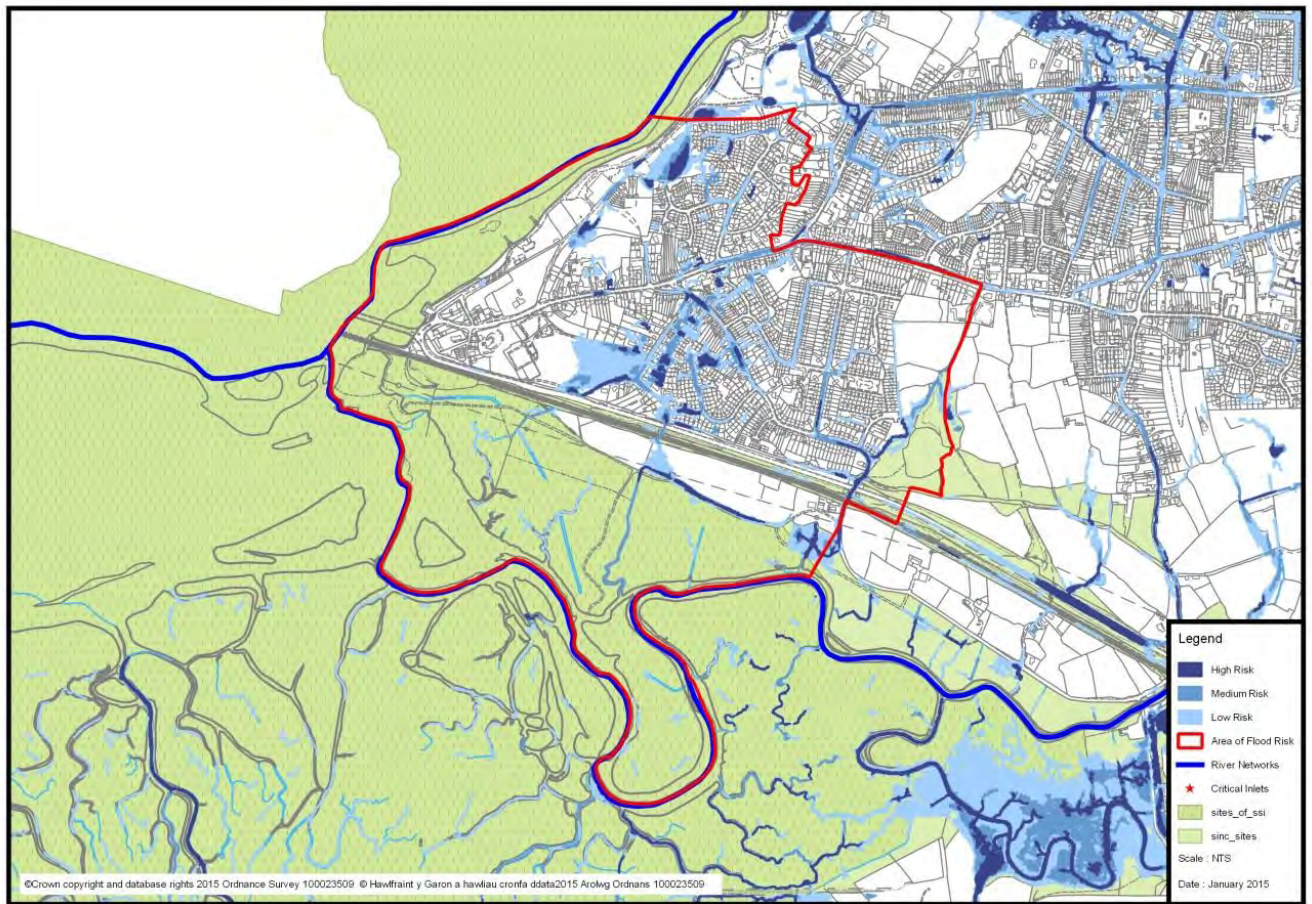 Legend
High Risk
Medium Risk
Low Risk
Area of Flood Risk
River Networks
Critical Inlets
sites_of_ssi
sinc_sites
Scale : NTS
Date : January 2015
©Crown copyright and database rights 2015 Ordnance Survey 100023509 © Hawlfraint y Garon a hawliau cronfa ddata2015 Arolwg Ordnans 100023509